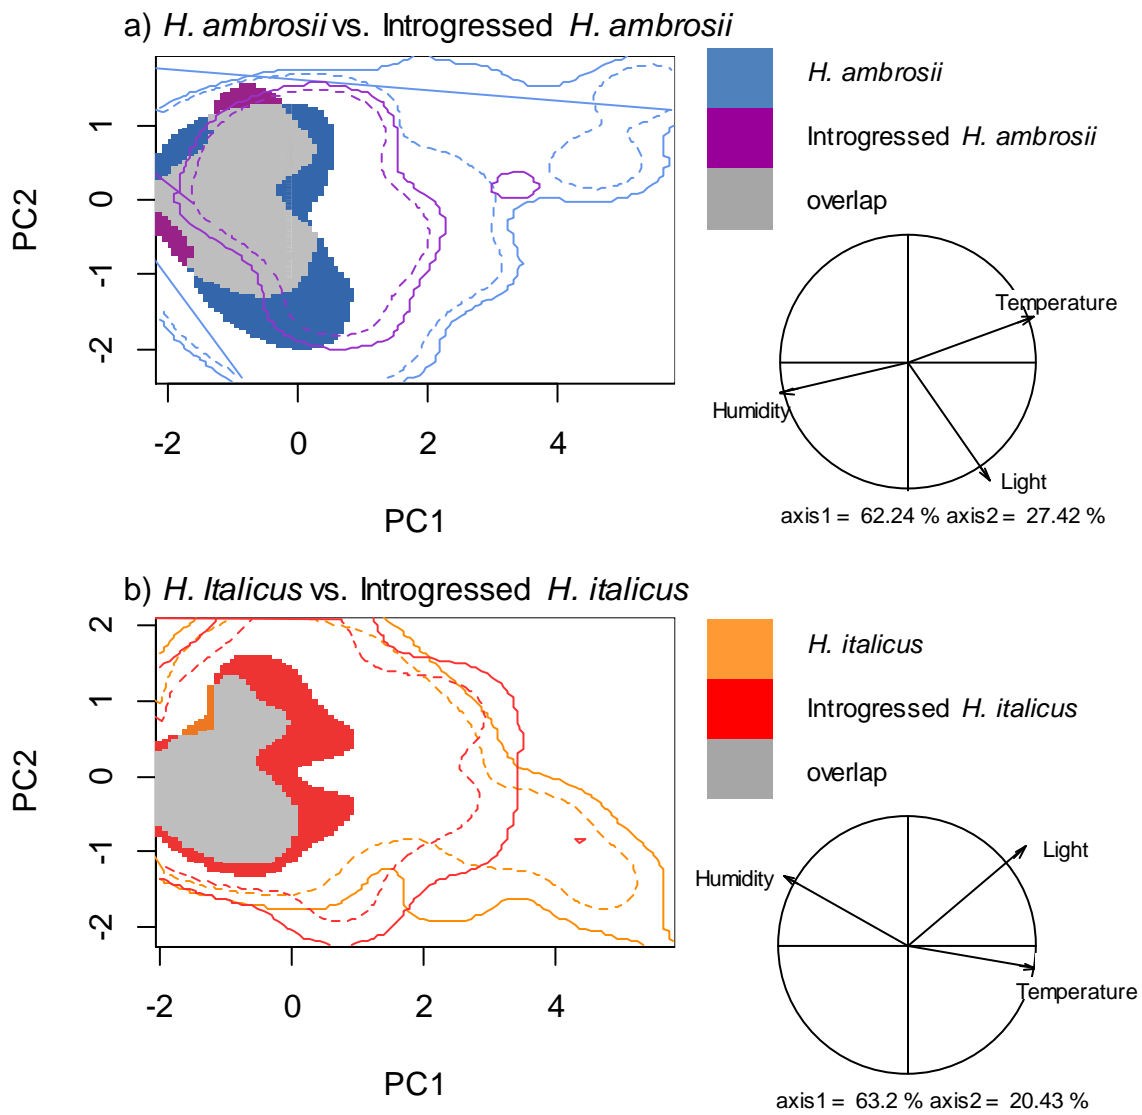 a) H. ambrosii vs. Introgressed H. ambrosii
H. ambrosii
Introgressed H. ambrosii
overlap
PC2
1
0
-1
-2
-2 0 2 4
PC1
Temperature
Humidity
Light
axis1 = 62.24 % axis2 = 27.42 %
b) H. Italicus vs. Introgressed H. italicus
H. italicus
Introgressed H. italicus
overlap
PC2
2
1
0
-1
-2
-2 0 2 4
PC1
Light
Humidity
Temperature
axis1 = 63.2 % axis2 = 20.43 %